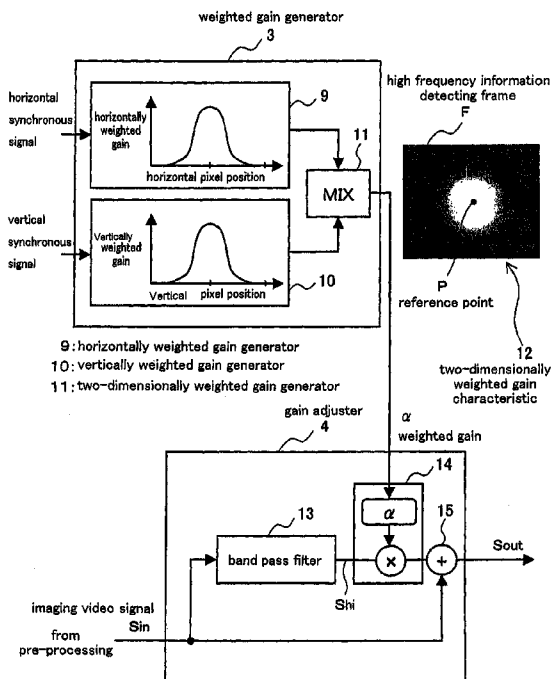 weighted gain generator
3
horizontal
synchronous
signal
horizontally
weighted
gain
horizontal pixel position
9
11
MIX
vertical
synchronous
signal
Vertically
weighted
gain
Vertical pixel position
10
high frequency information
detecting frame
F
P
reference point
12
two-dimensionally
weighted gain
characteristic
9: horizontally weighted gain generator
10: vertically weighted gain generator
11: two-dimensionally weighted gain generator
gain adjuster
4
α
weighted gain
14
α
13
band pass filter
Shi
×
15
+
Sout
imaging video signal
Sin
from
pre-processing